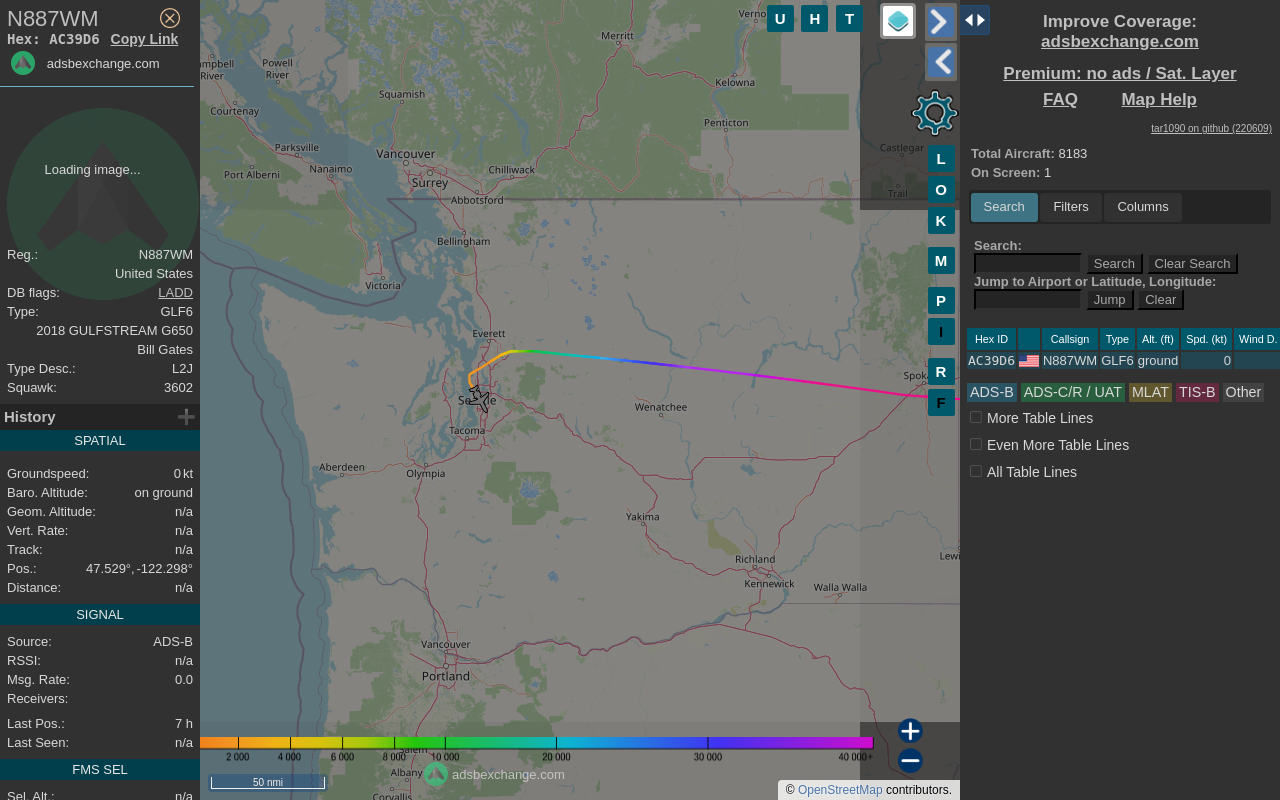 N887WM
Hex: AC39D6 Copy Link
adsbexchange.com
Loading image...
Reg.: N887WM
United States
DB flags: LADD
Type: GLF6
2018 GULFSTREAM G650
Bill Gates
Type Desc.: L2J
Squawk: 3602
History
SPATIAL
Groundspeed: 0 kt
Baro. Altitude: on ground
Geom. Altitude: n/a
Vert. Rate: n/a
Track: n/a
Pos.: 47.529°, -122.298°
Distance: n/a
SIGNAL
Source: ADS-B
RSSI: n/a
Msg. Rate: 0.0
Receivers:
Last Pos.: 7 h
Last Seen: n/a
FMS SEL
Sel. Alt.: n/a
River
Powell
River
Courtenay
Squamish
Merritt
Kelowna
Penticton
Castlegar
Trail
Parksville
Port Alberni
Nanaimo
Vancouver
Surrey
Chilliwack
Abbotsford
Bellingham
Victoria
Everett
Tacoma
Wenatchee
Aberdeen
Olympia
Yakima
Richland
Kennewick
Walla Walla
Vancouver
Portland
Albany
Corvallis
U H T
L
O
K
M
P
I
R
F
2 000 4 000 6 000 8 000 10 000 20 000 30 000 40 000+
adsbexchange.com
50 nmi
© OpenStreetMap contributors.
Improve Coverage:
adsbexchange.com
Premium: no ads / Sat. Layer
FAQ Map Help
tar1090 on github (220609)
Total Aircraft: 8183
On Screen: 1
Search Filters Columns
Search:
Search Clear Search
Jump to Airport or Latitude, Longitude:
Jump Clear
Hex ID Callsign Type Alt. (ft) Spd. (kt) Wind D.
AC39D6 N887WM GLF6 ground 0
ADS-B ADS-C/R / UAT MLAT TIS-B Other
More Table Lines
Even More Table Lines
All Table Lines